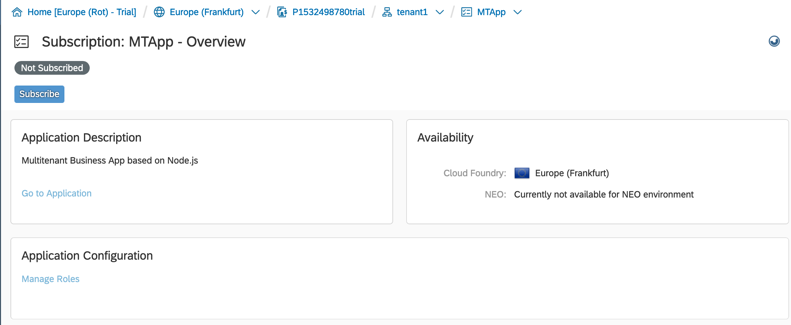 Home [Europe (Rot) - Trial] / Europe (Frankfurt) / P1532498780trial / tenant1 / MTApp
Subscription: MTApp - Overview
Not Subscribed
Subscribe
Application Description
Multitenant Business App based on Node.js
Go to Application
Availability
Cloud Foundry: Europe (Frankfurt)
NEO: Currently not available for NEO environment
Application Configuration
Manage Roles